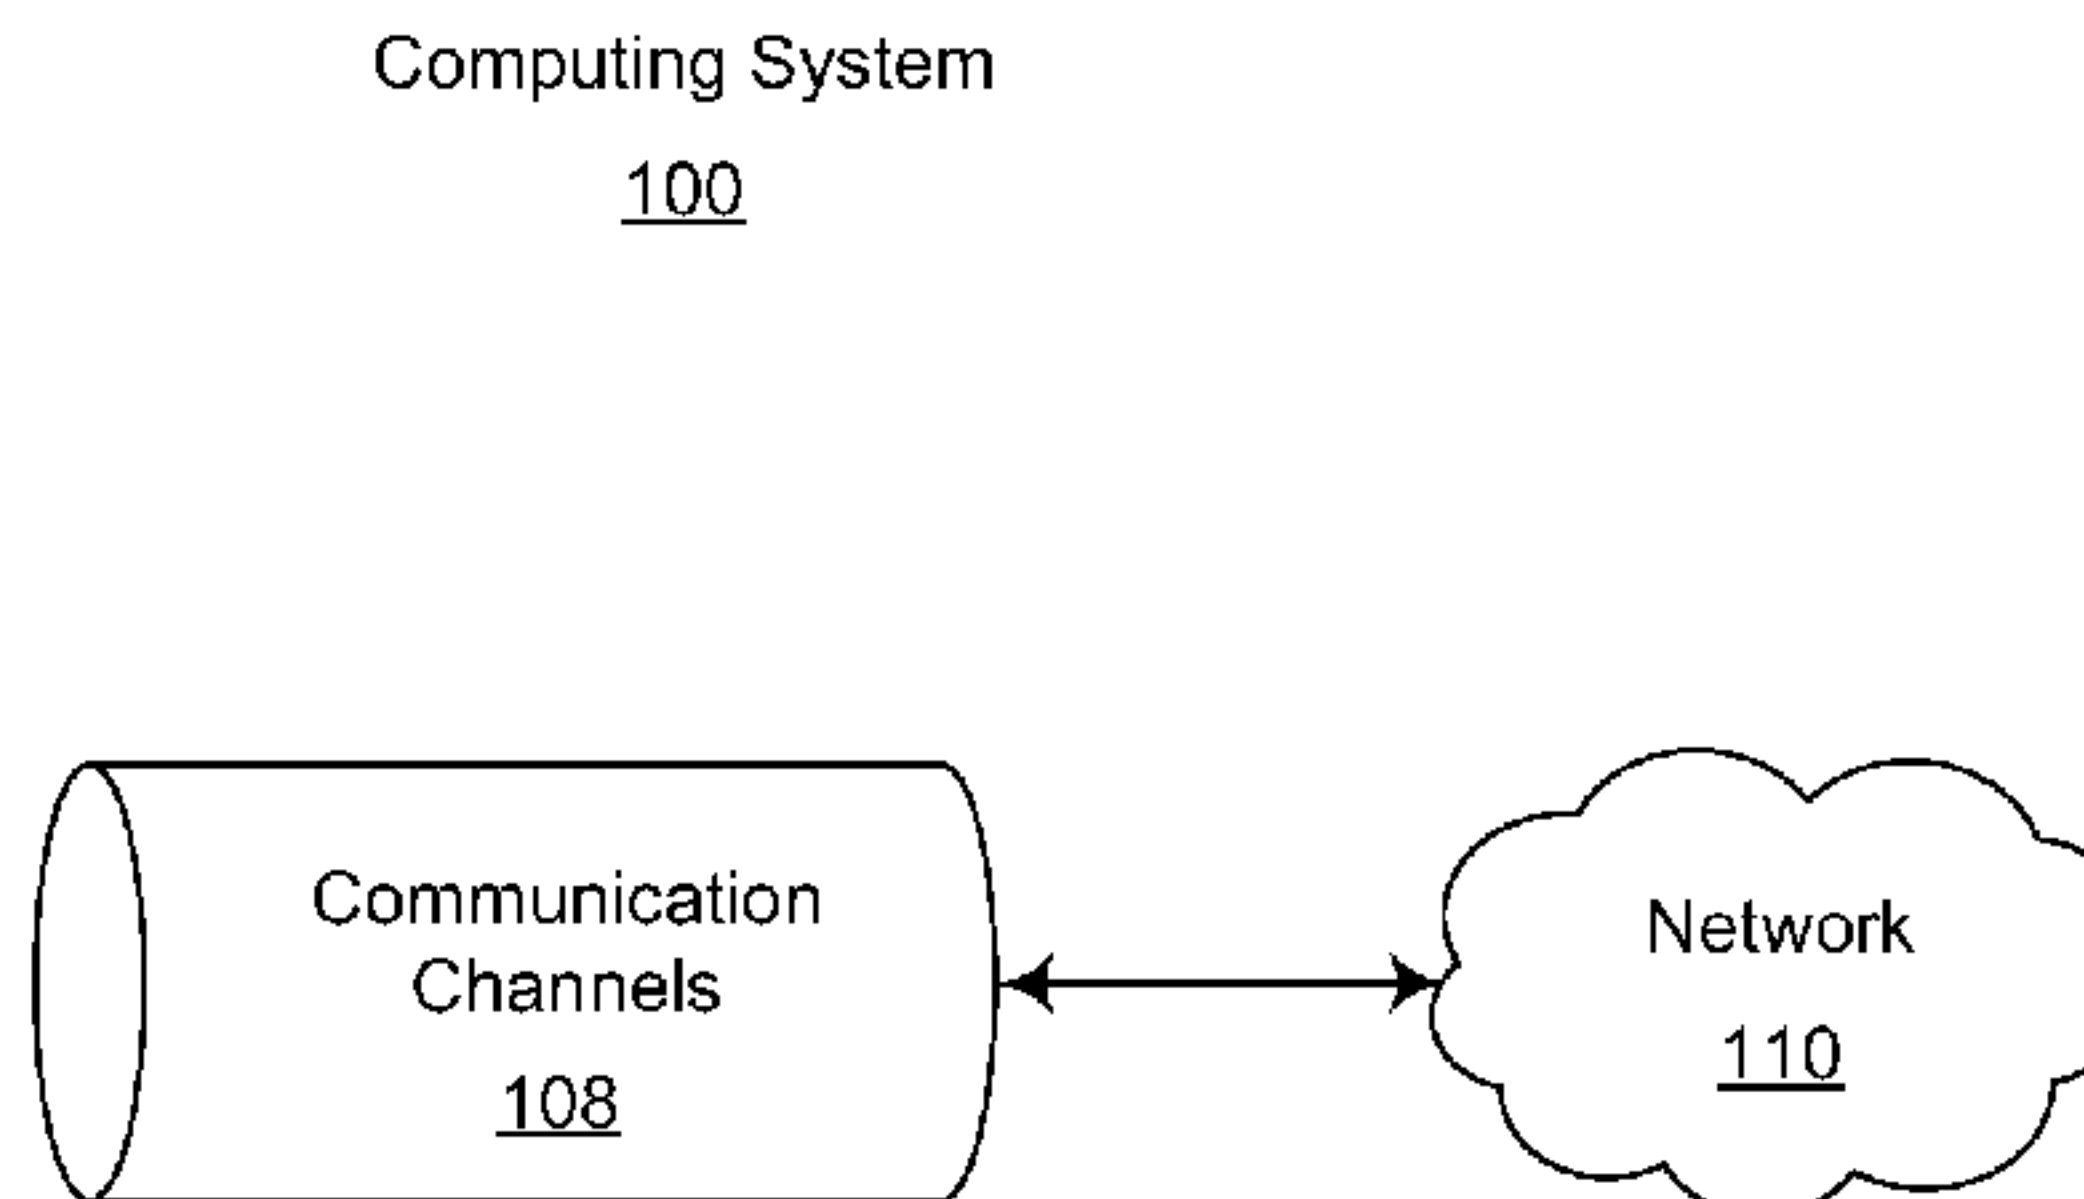 Computing System
100
Communication
Channels
108
Network
110